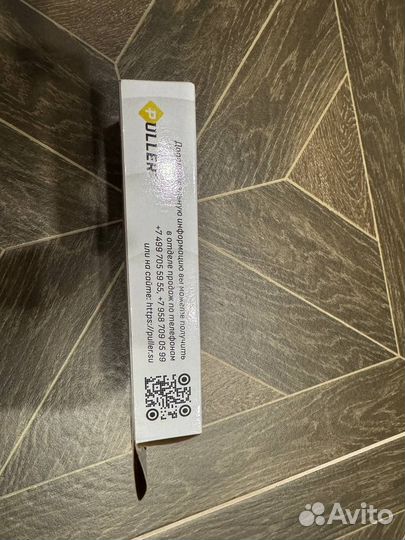 PULLER
Дополнительную информацию вы можете получить
в отделе продаж по телефонам
+7 499 705 59 55, +7 958 709 05 99
или на сайте: https://puller.su
Avito